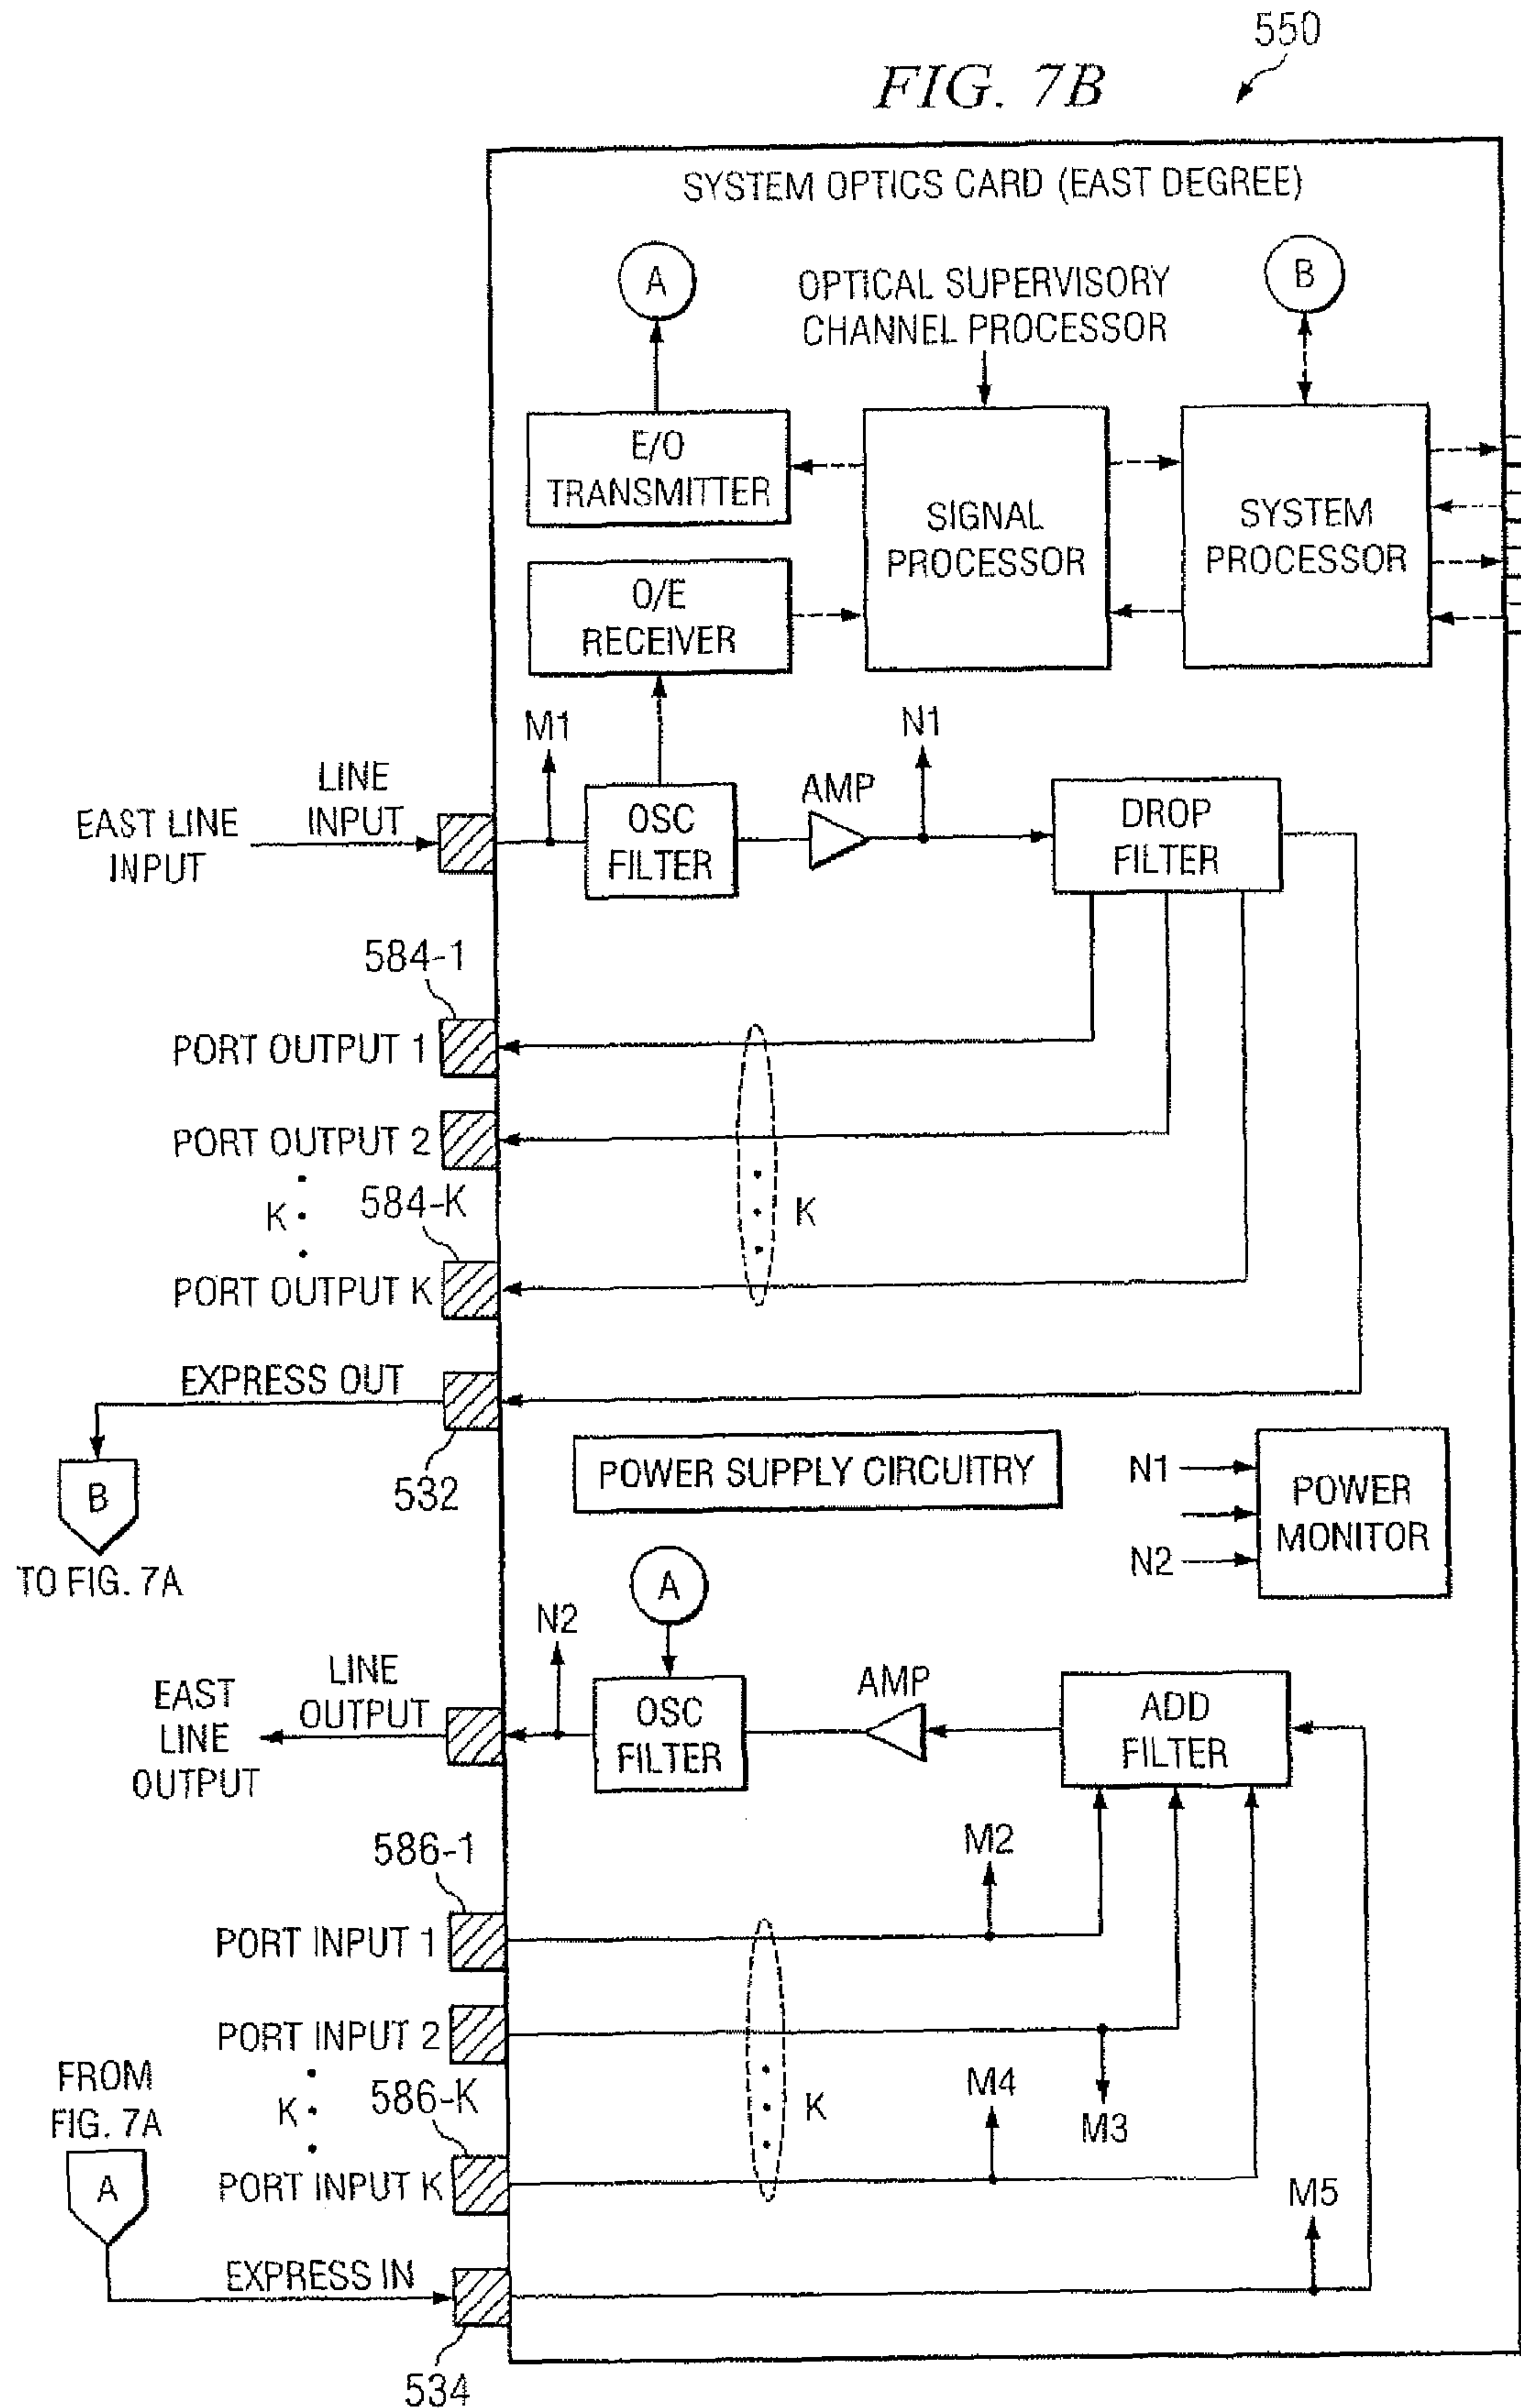 550
FIG. 7B
SYSTEM OPTICS CARD (EAST DEGREE)
A
OPTICAL SUPERVISORY
CHANNEL PROCESSOR
B
E/O
TRANSMITTER
SIGNAL
PROCESSOR
SYSTEM
PROCESSOR
O/E
RECEIVER
M1
N1
EAST LINE
INPUT
LINE
INPUT
OSC
FILTER
AMP
DROP
FILTER
584-1
PORT OUTPUT 1
PORT OUTPUT 2
K
584-K
K
PORT OUTPUT K
EXPRESS OUT
532
B
TO FIG. 7A
POWER SUPPLY CIRCUITRY
N1
N2
POWER
MONITOR
A
N2
EAST
LINE
OUTPUT
LINE
OUTPUT
OSC
FILTER
AMP
ADD
FILTER
586-1
M2
PORT INPUT 1
PORT INPUT 2
FROM
FIG. 7A
K
586-K
K
M4
M3
A
PORT INPUT K
M5
EXPRESS IN
534